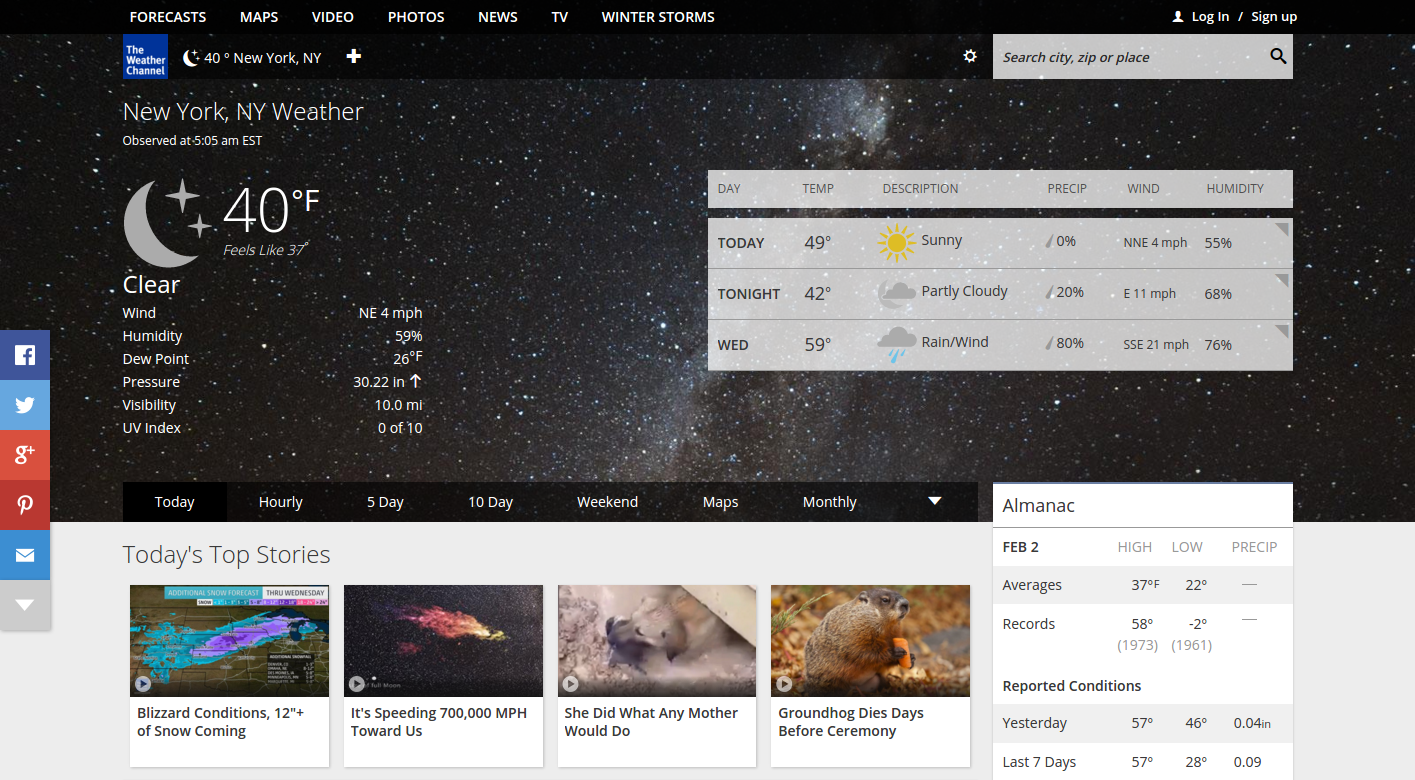 FORECASTS MAPS VIDEO PHOTOS NEWS TV WINTER STORMS
Log In / Sign up
The
Weather
Channel
40 ° New York, NY
Search city, zip or place
New York, NY Weather
Observed at 5:05 am EST
40°F
Feels Like 37°
Clear
Wind NE 4 mph
Humidity 59%
Dew Point 26°F
Pressure 30.22 in
Visibility 10.0 mi
UV Index 0 of 10
DAY TEMP DESCRIPTION PRECIP WIND HUMIDITY
TODAY 49° Sunny 0% NNE 4 mph 55%
TONIGHT 42° Partly Cloudy 20% E 11 mph 68%
WED 59° Rain/Wind 80% SSE 21 mph 76%
Today Hourly 5 Day 10 Day Weekend Maps Monthly
Today's Top Stories
ADDITIONAL SNOW FORECAST THRU WEDNESDAY
SNOW
ADDITIONAL SNOWFALL
Full Moon
Blizzard Conditions, 12"+
of Snow Coming
It's Speeding 700,000 MPH
Toward Us
She Did What Any Mother
Would Do
Groundhog Dies Days
Before Ceremony
Almanac
FEB 2 HIGH LOW PRECIP
Averages 37°F 22° —
Records 58° -2° —
(1973) (1961)
Reported Conditions
Yesterday 57° 46° 0.04in
Last 7 Days 57° 28° 0.09